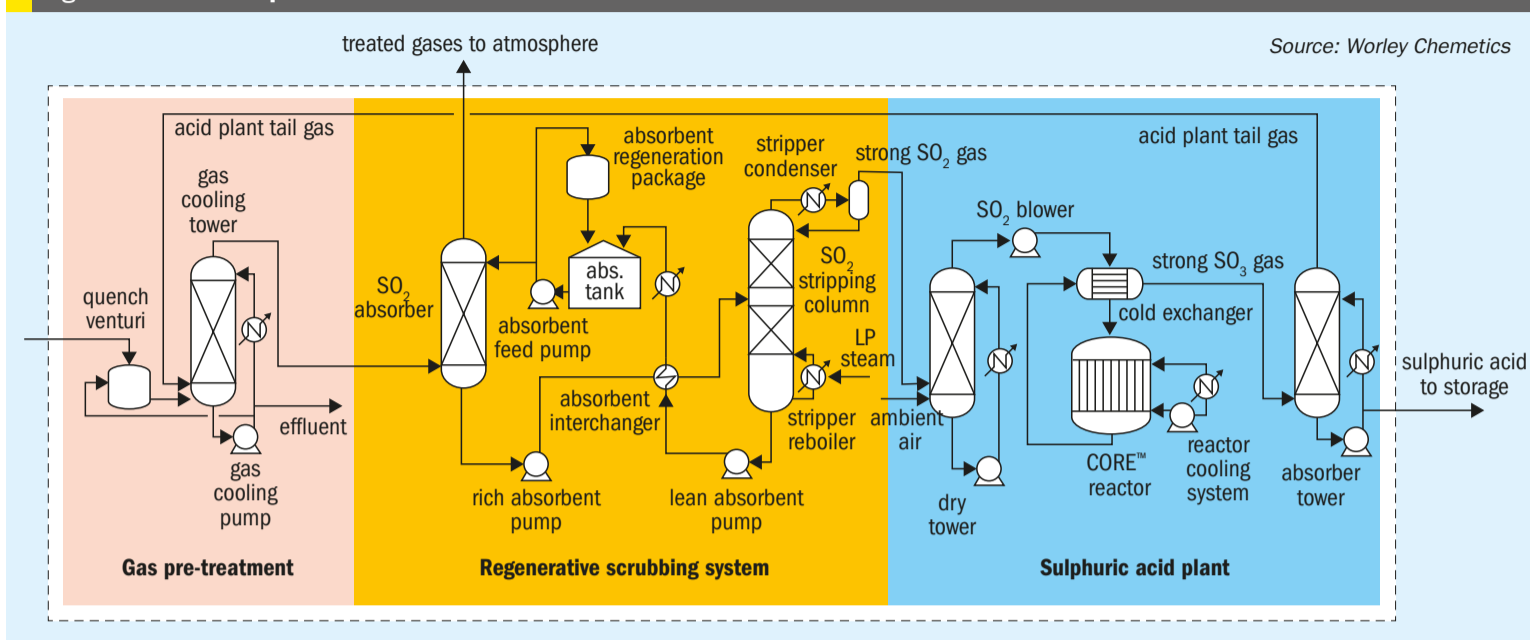 treated gases to atmosphere
Source: Worley Chemetics
acid plant tail gas
acid plant tail gas
gas
cooling
tower
quench
venturi
effluent
gas
cooling
pump
Gas pre-treatment
SO2
absorber
absorbent
regeneration
package
abs.
tank
absorbent
feed pump
stripper
condenser
strong SO2 gas
SO2
stripping
column
LP
steam
absorbent
interchanger
stripper
reboiler
rich absorbent
pump
lean absorbent
pump
Regenerative scrubbing system
ambient
air
SO2 blower
strong SO3 gas
cold exchanger
dry
tower
CORE™
reactor
reactor
cooling
system
absorber
tower
sulphuric acid
to storage
Sulphuric acid plant
N
N
N
N
N
N
N